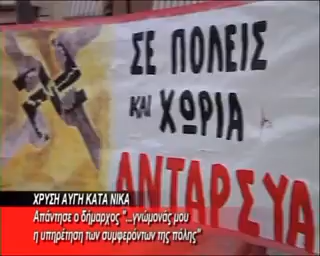 ΣΕ ΠΟΛΕΙΣ
ΚΑΙ ΧΩΡΙΑ
ΑΝΤΑΡΣΥΑ
ΧΡΥΣΗ ΑΥΓΗ ΚΑΤΑ ΝΙΚΑ
Απάντησε ο δήμαρχος "...γνώμονάς μου
η υπηρέτηση των συμφερόντων της πόλης"